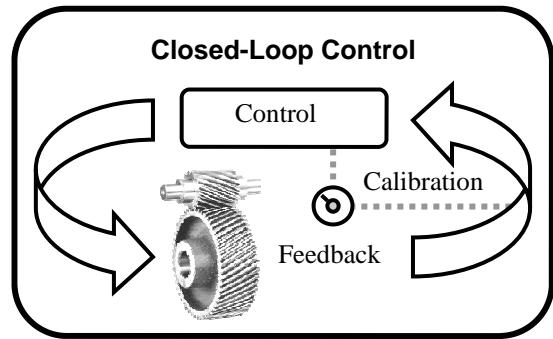 Closed-Loop Control
Control
Calibration
Feedback